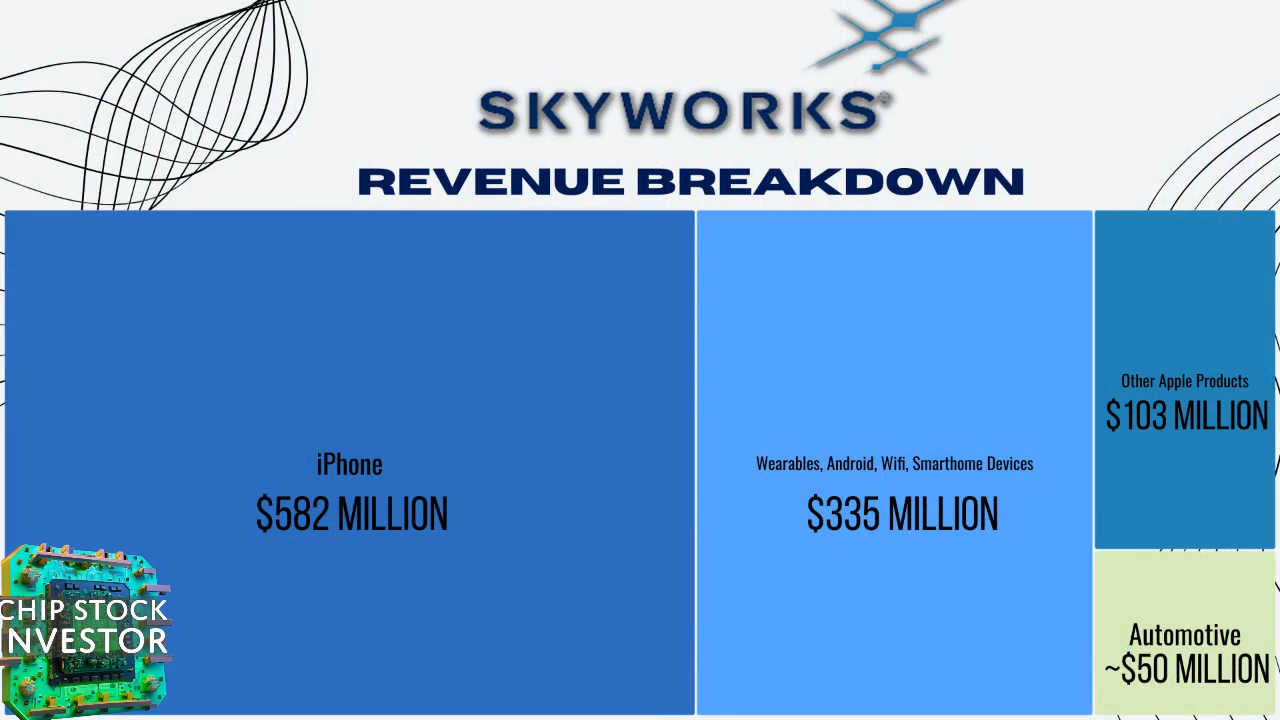 SKYWORKS®
REVENUE BREAKDOWN
iPhone
$582 MILLION
Wearables, Android, Wifi, Smarthome Devices
$335 MILLION
Other Apple Products
$103 MILLION
Automotive
~$50 MILLION
CHIP STOCK
INVESTOR